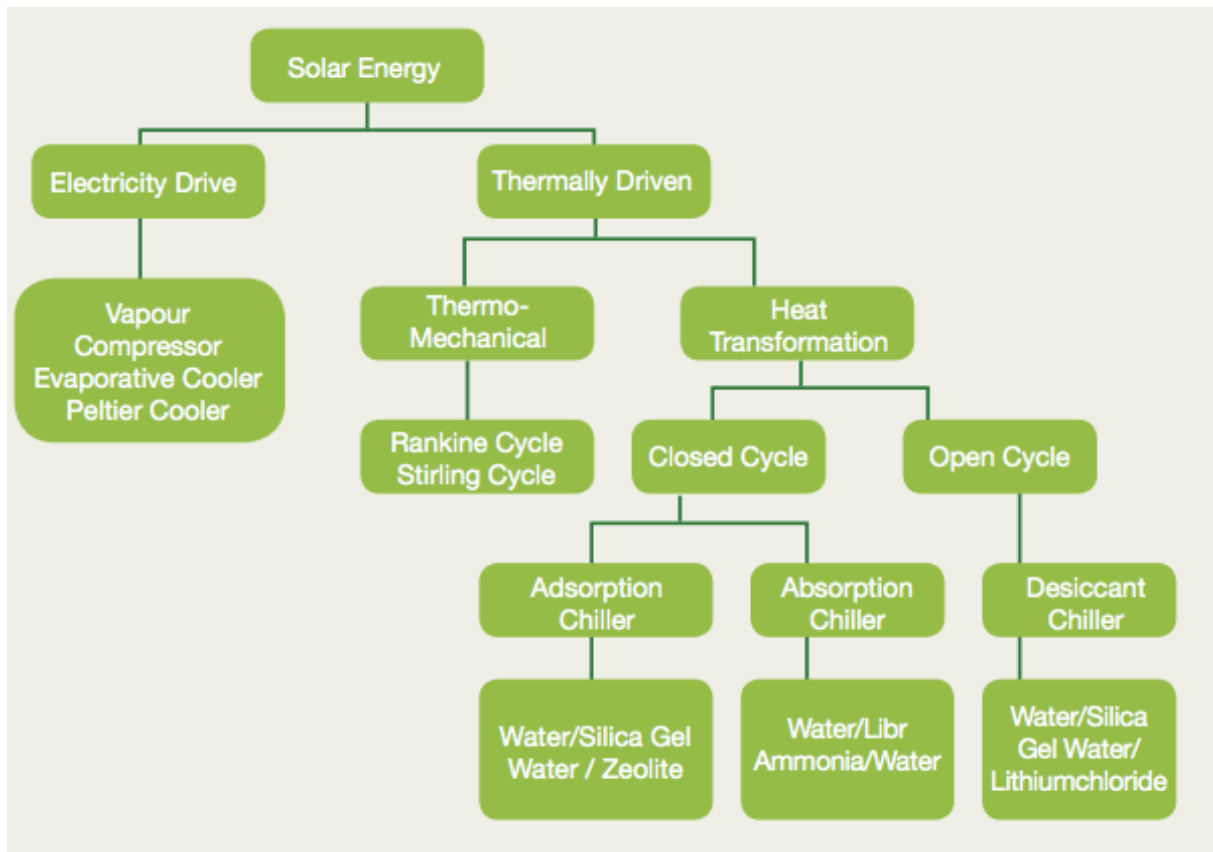 Solar Energy
Electricity Drive
Thermally Driven
Vapour
Compressor
Evaporative Cooler
Peltier Cooler
Thermo-
Mechanical
Heat
Transformation
Rankine Cycle
Stirling Cycle
Closed Cycle
Open Cycle
Adsorption
Chiller
Absorption
Chiller
Desiccant
Chiller
Water/Silica Gel
Water / Zeolite
Water/Libr
Ammonia/Water
Water/Silica
Gel Water/
Lithiumchloride